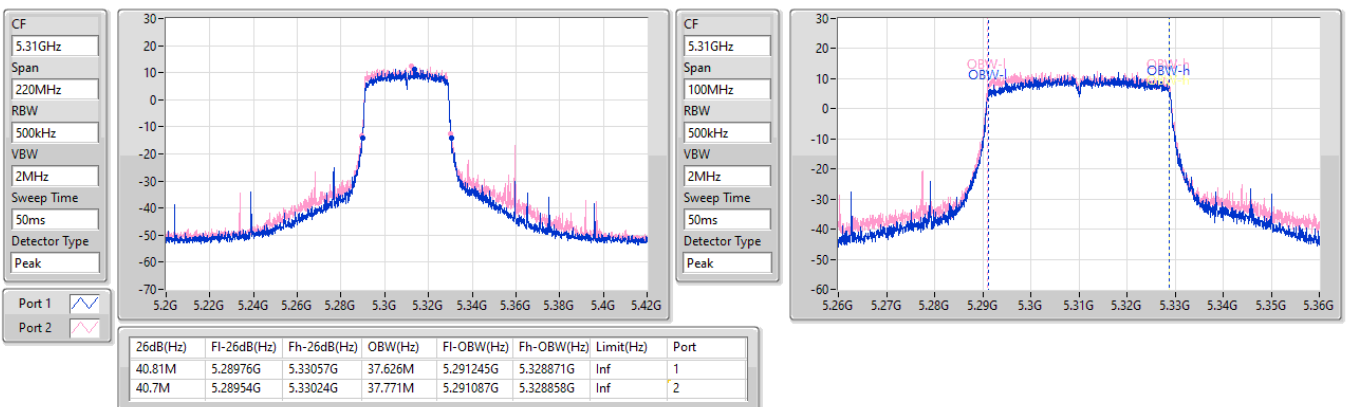 CF
5.31GHz
Span
220MHz
RBW
500kHz
VBW
2MHz
Sweep Time
50ms
Detector Type
Peak
Port 1
Port 2
30
20
10
0
-10
-20
-30
-40
-50
-60
-70
5.2G 5.22G 5.24G 5.26G 5.28G 5.3G 5.32G 5.34G 5.36G 5.38G 5.4G 5.42G
CF
5.31GHz
Span
100MHz
RBW
500kHz
VBW
2MHz
Sweep Time
50ms
Detector Type
Peak
30
20
10
0
-10
-20
-30
-40
-50
-60
OBW-l OBW-h
OBW-l OBW-h
5.26G 5.27G 5.28G 5.29G 5.3G 5.31G 5.32G 5.33G 5.34G 5.35G 5.36G
26dB(Hz) Fl-26dB(Hz) Fh-26dB(Hz) OBW(Hz) Fl-OBW(Hz) Fh-OBW(Hz) Limit(Hz) Port
40.81M 5.28976G 5.33057G 37.626M 5.291245G 5.328871G Inf 1
40.7M 5.28954G 5.33024G 37.771M 5.291087G 5.328858G Inf 2